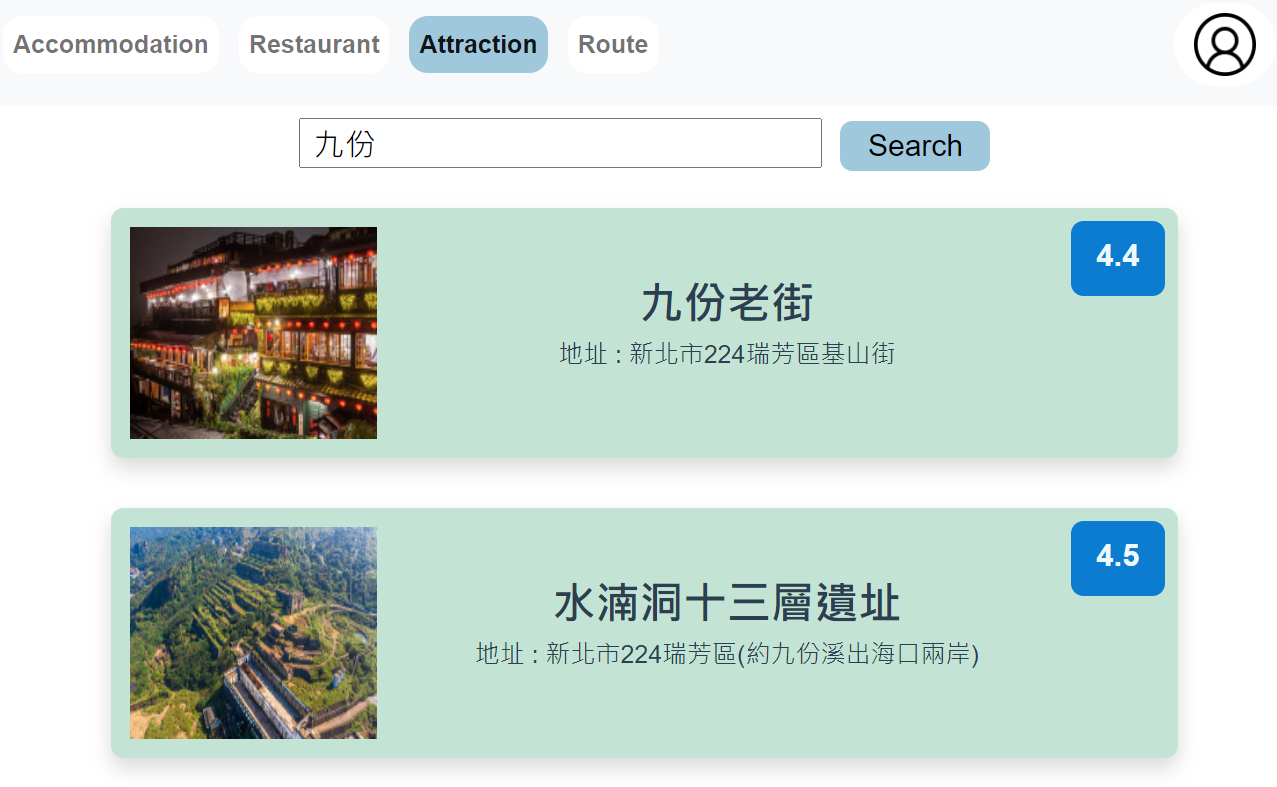 Accommodation Restaurant Attraction Route
九份 Search
4.4
九份老街
地址 : 新北市224瑞芳區基山街
4.5
水湳洞十三層遺址
地址 : 新北市224瑞芳區(約九份溪出海口兩岸)